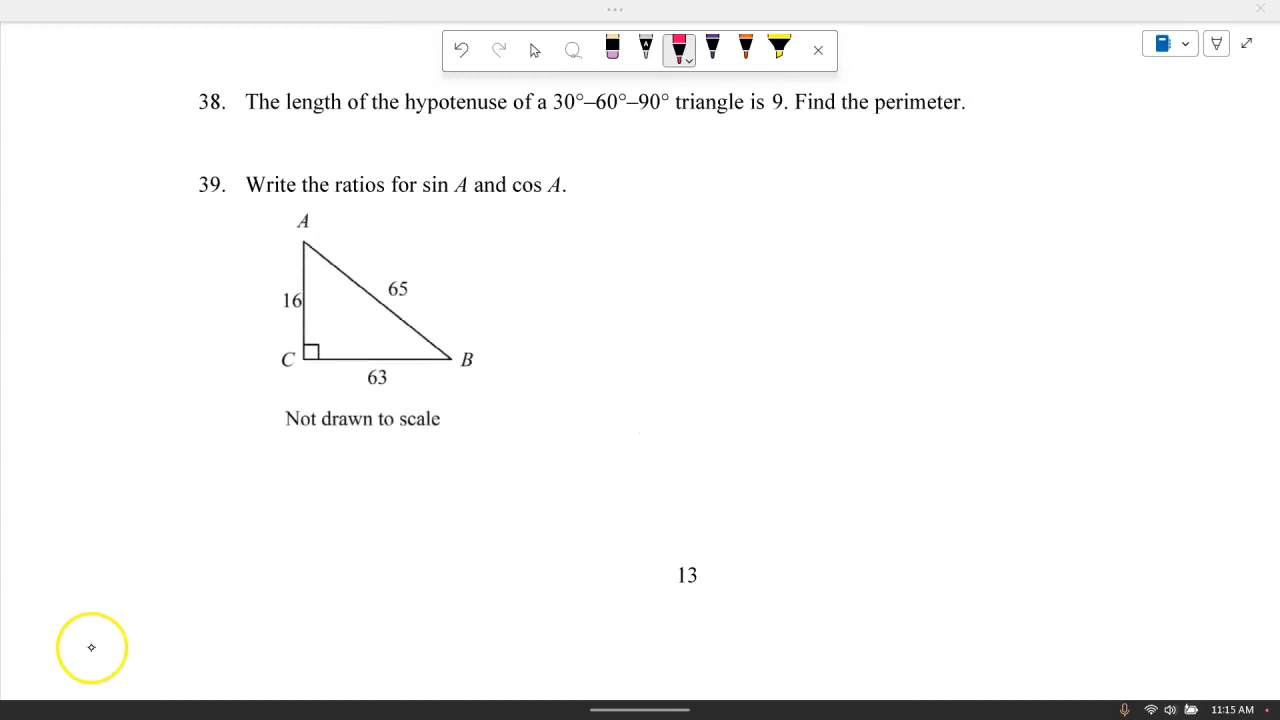 38. The length of the hypotenuse of a 30°–60°–90° triangle is 9. Find the perimeter.
39. Write the ratios for sin A and cos A.
A
65
16
C
B
63
Not drawn to scale
13
11:15 AM